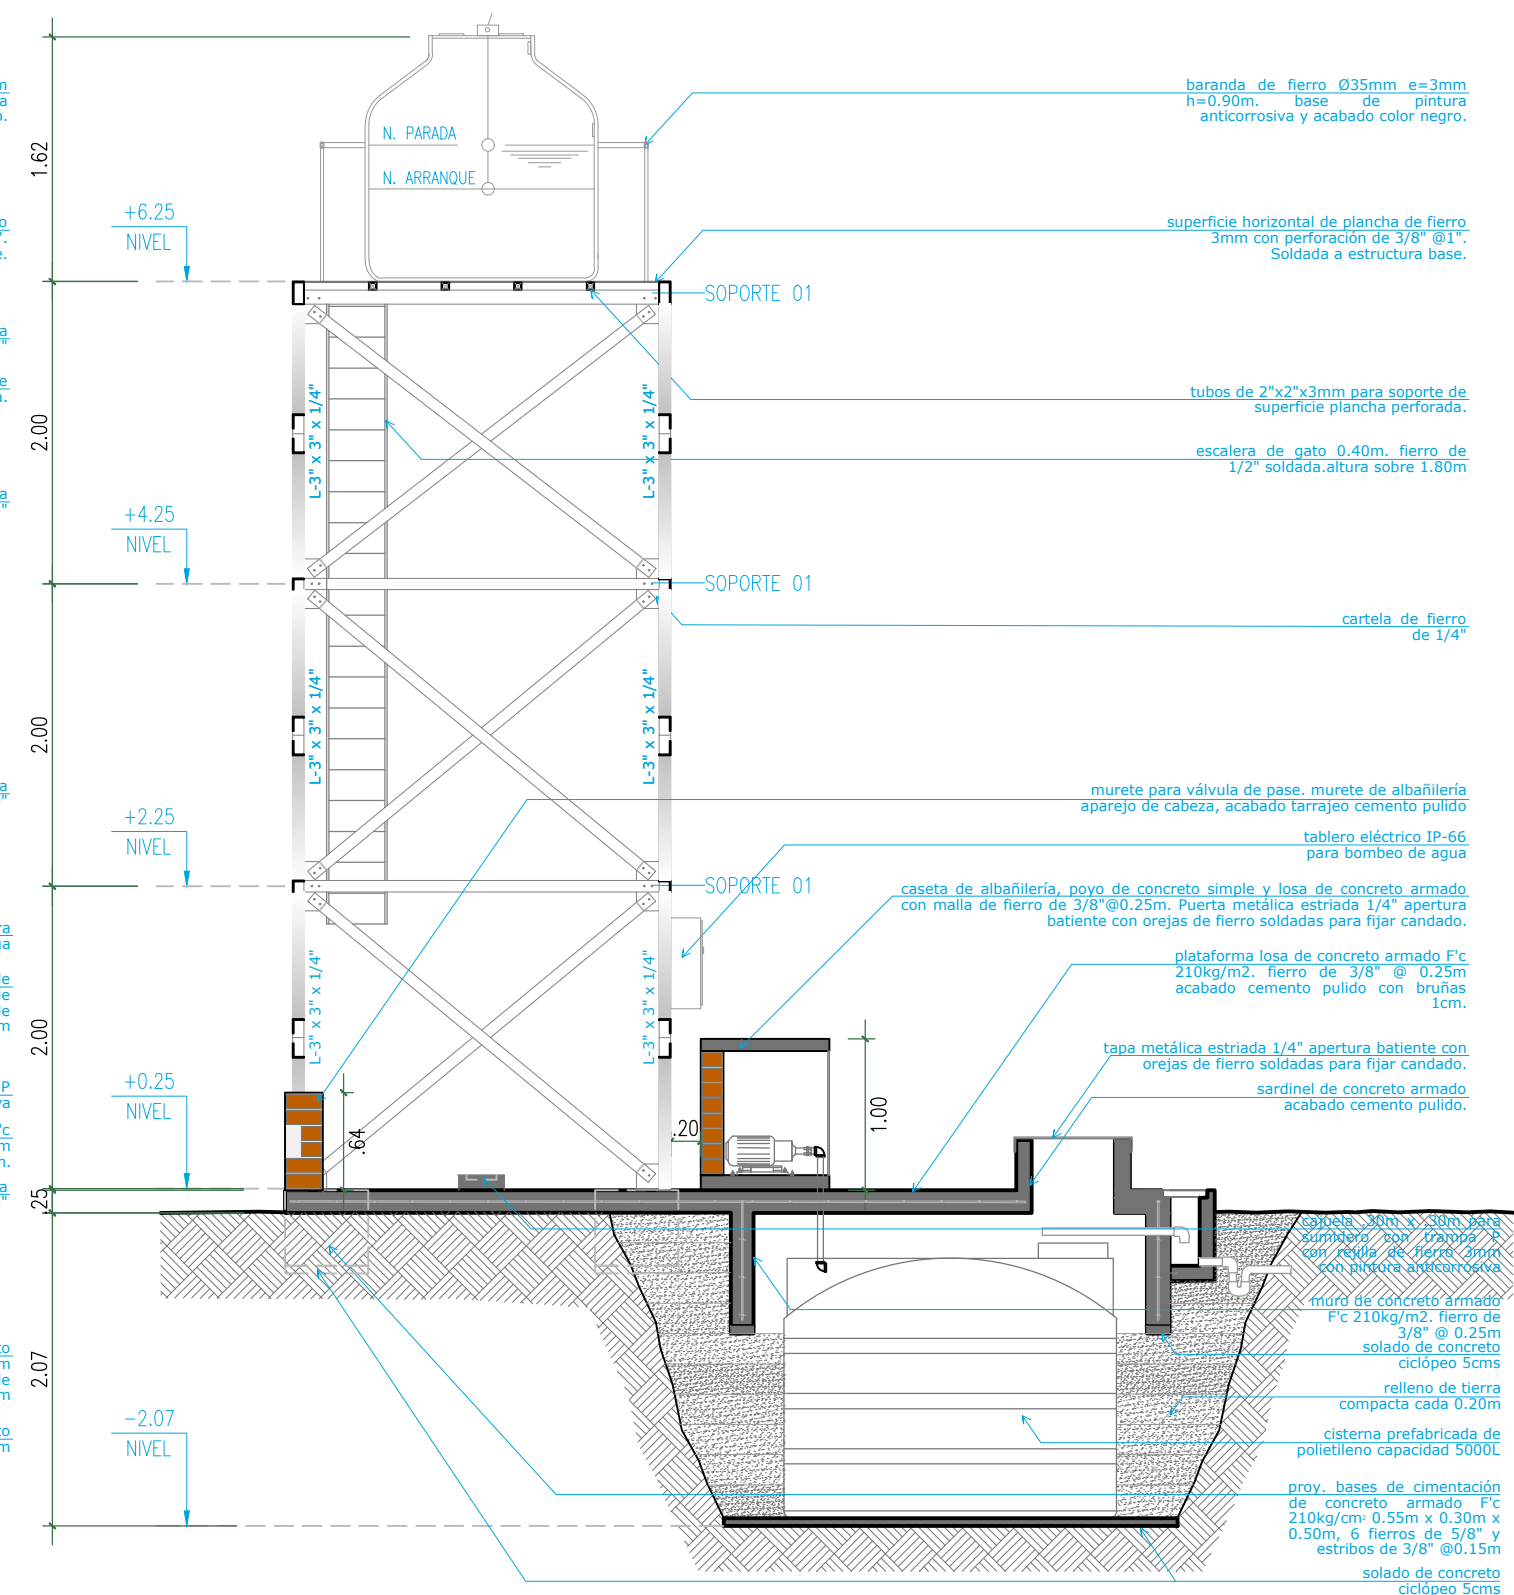 1.62
N. PARADA
N. ARRANQUE
+6.25
NIVEL
baranda de fierro Ø35mm e=3mm
h=0.90m. base de pintura
anticorrosiva y acabado color negro.
superficie horizontal de plancha de fierro
3mm con perforación de 3/8" @1".
Soldada a estructura base.
SOPORTE 01
tubos de 2"x2"x3mm para soporte de
superficie plancha perforada.
escalera de gato 0.40m. fierro de
1/2" soldada.altura sobre 1.80m
2.00
L-3" x 3" x 1/4"
L-3" x 3" x 1/4"
+4.25
NIVEL
SOPORTE 01
cartela de fierro
de 1/4"
2.00
L-3" x 3" x 1/4"
L-3" x 3" x 1/4"
+2.25
NIVEL
murete para válvula de pase. murete de albañilería
aparejo de cabeza, acabado tarrajeo cemento pulido
tablero eléctrico IP-66
para bombeo de agua
SOPORTE 01
caseta de albañilería, poyo de concreto simple y losa de concreto armado
con malla de fierro de 3/8"@0.25m. Puerta metálica estriada 1/4" apertura
batiente con orejas de fierro soldadas para fijar candado.
plataforma losa de concreto armado F'c
210kg/m2. fierro de 3/8" @ 0.25m
acabado cemento pulido con bruñas
1cm.
2.00
L-3" x 3" x 1/4"
L-3" x 3" x 1/4"
tapa metálica estriada 1/4" apertura batiente con
orejas de fierro soldadas para fijar candado.
sardinel de concreto armado
acabado cemento pulido.
+0.25
NIVEL
.64
.20
1.00
.25
cajuela .30m x .30m para
sumidero con trampa P
con rejilla de fierro 3mm
con pintura anticorrosiva
muro de concreto armado
F'c 210kg/m2. fierro de
3/8" @ 0.25m
solado de concreto
ciclópeo 5cms
relleno de tierra
compacta cada 0.20m
2.07
-2.07
NIVEL
cisterna prefabricada de
polietileno capacidad 5000L
proy. bases de cimentación
de concreto armado F'c
210kg/cm² 0.55m x 0.30m x
0.50m, 6 fierros de 5/8" y
estribos de 3/8" @0.15m
solado de concreto
ciclópeo 5cms